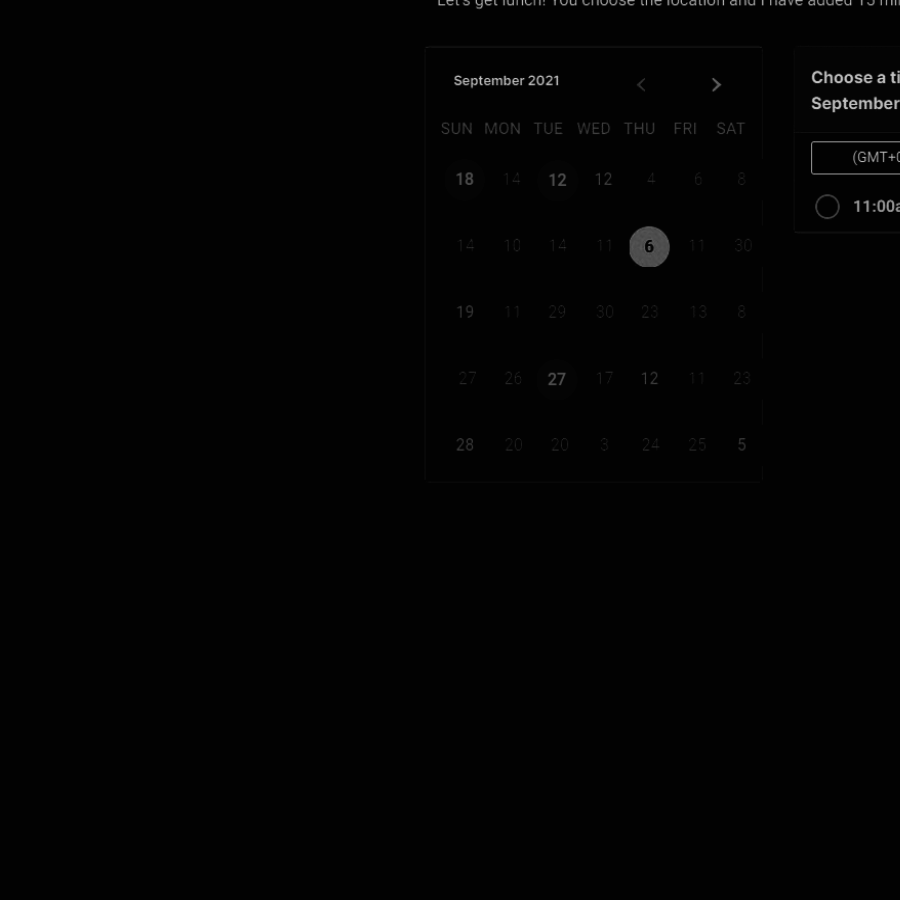 Let's get lunch! You choose the location and I have added 15
September 2021
SUN MON TUE WED THU FRI SAT
18 14 12 12 4 6 8
14 10 14 11 6 11 30
19 11 29 30 23 13 8
27 26 27 17 12 11 23
28 20 20 3 24 25 5
Choose a
September
(GMT+
11:00a